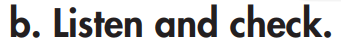 b. Listen and check.